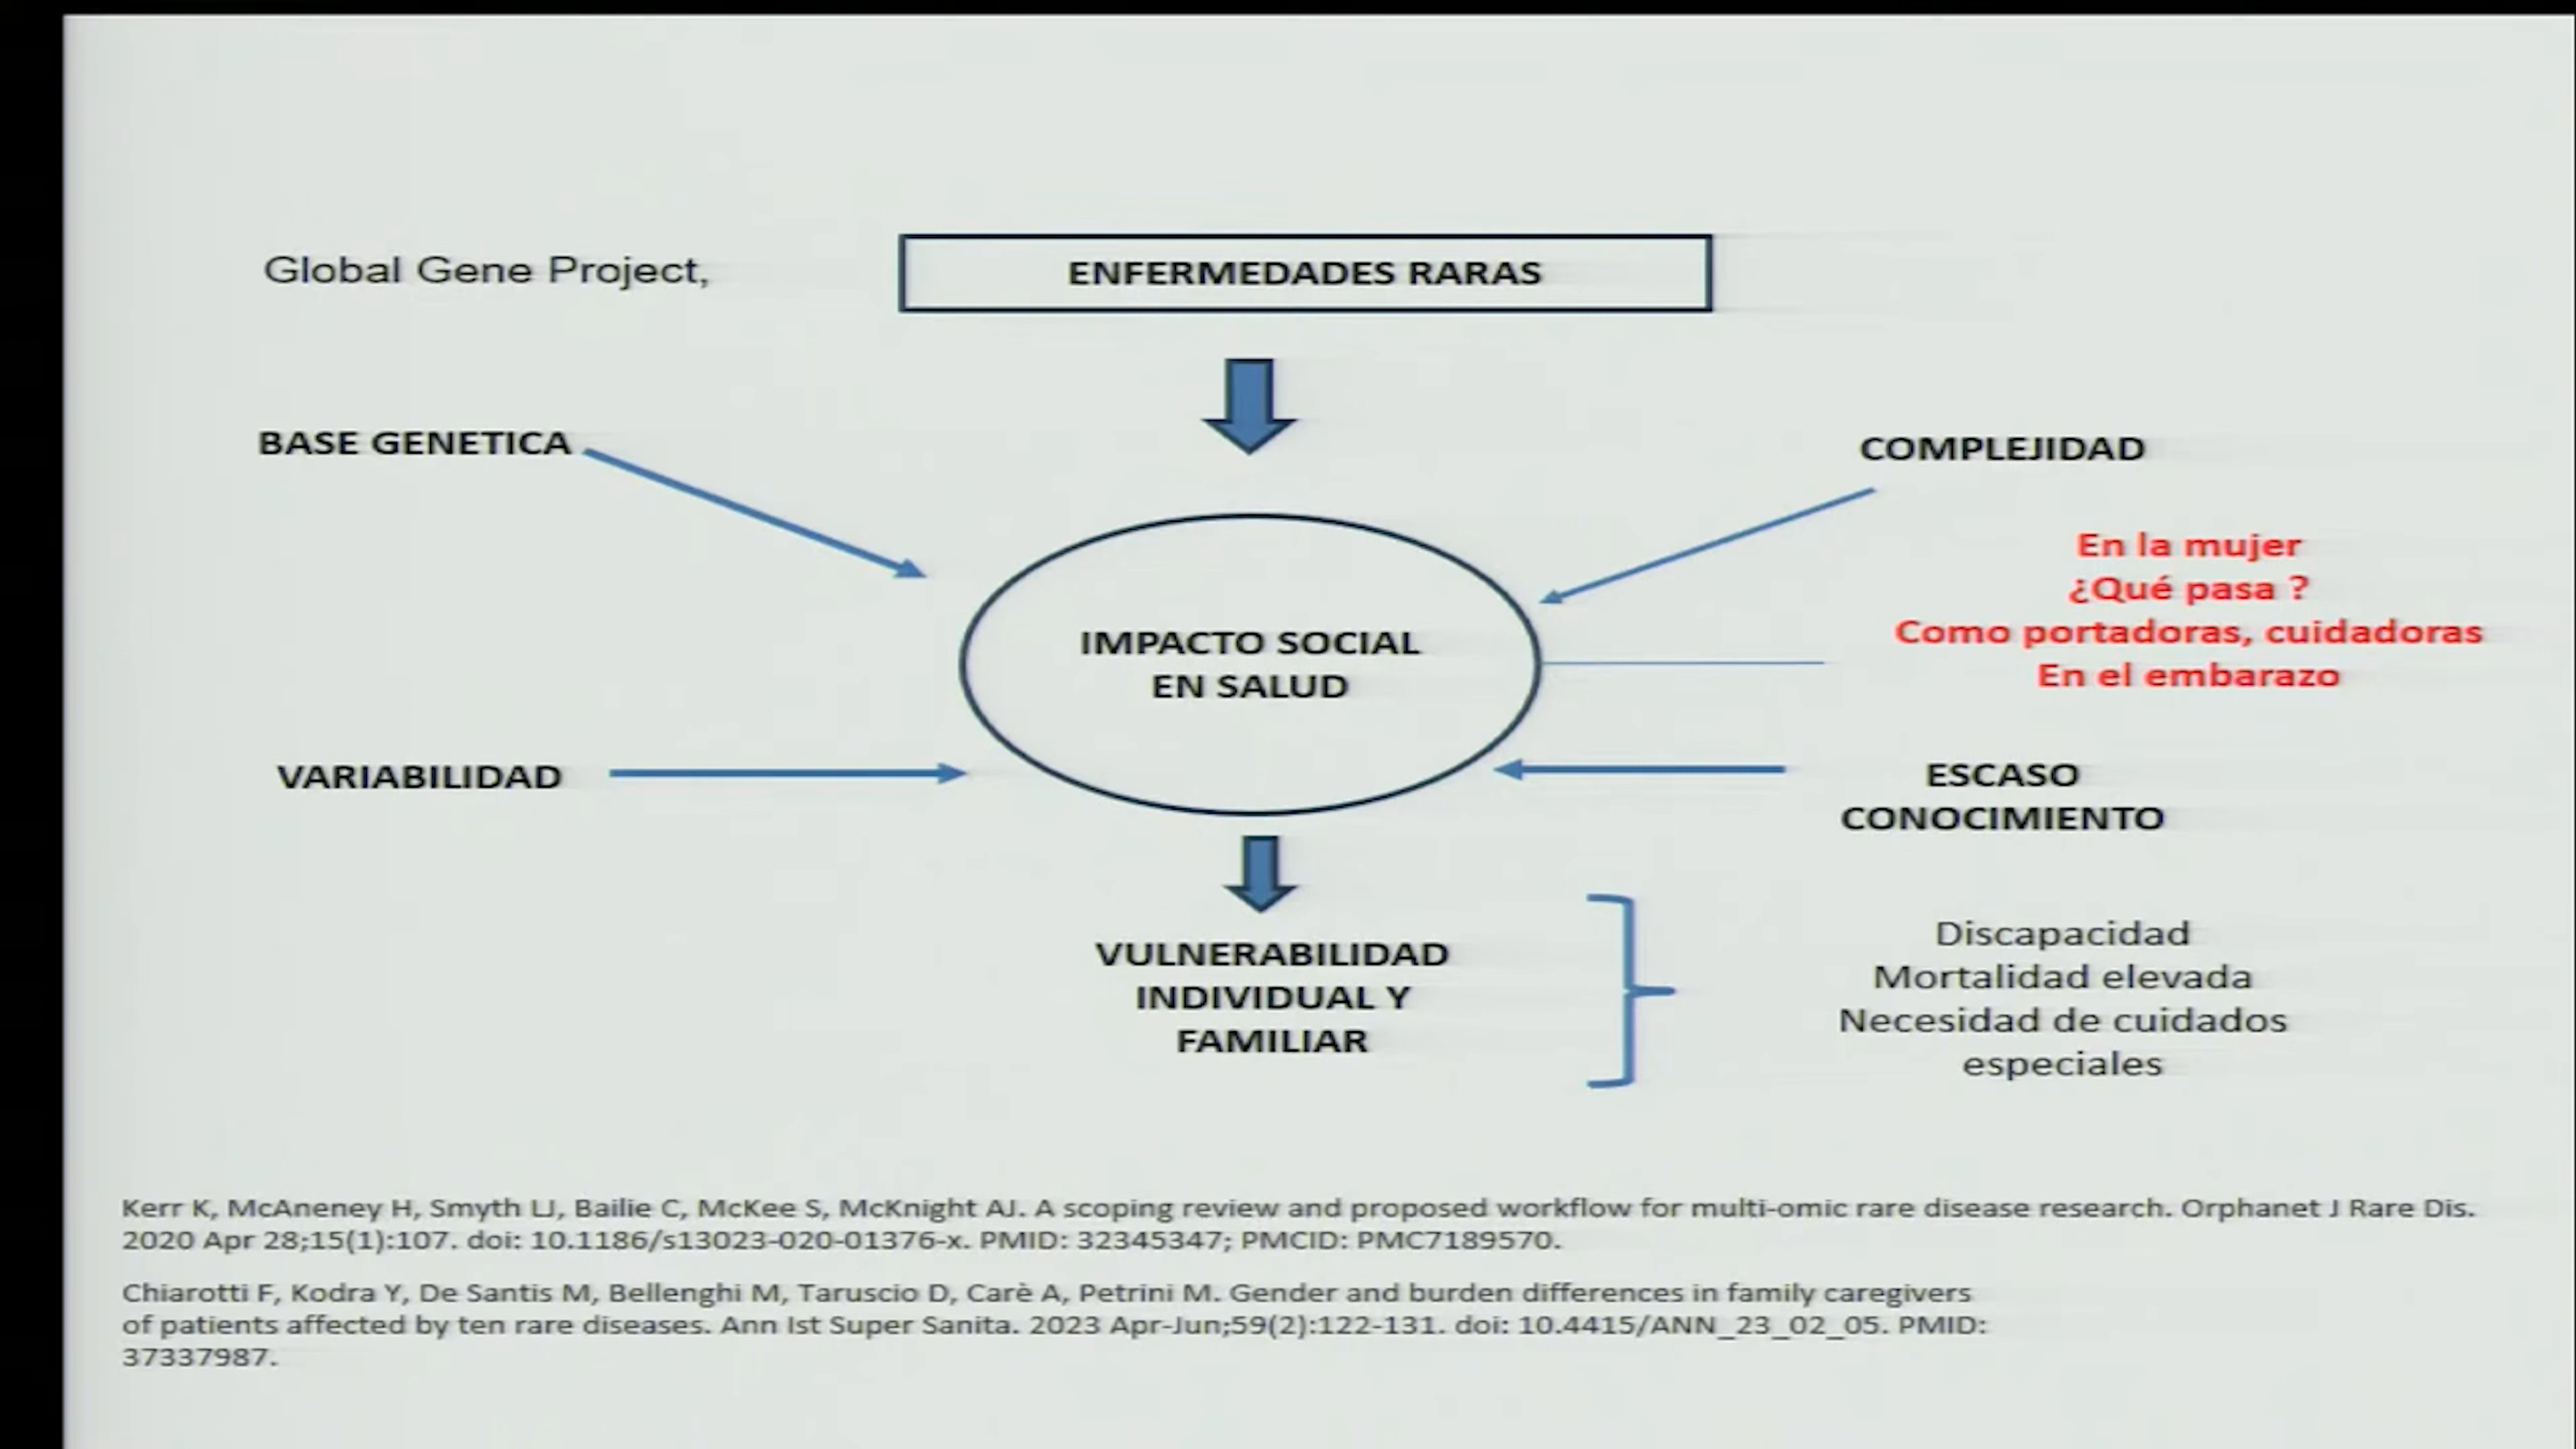 Global Gene Project,
ENFERMEDADES RARAS
BASE GENETICA
COMPLEJIDAD
En la mujer
¿Qué pasa ?
Como portadoras, cuidadoras
En el embarazo
IMPACTO SOCIAL
EN SALUD
VARIABILIDAD
ESCASO
CONOCIMIENTO
VULNERABILIDAD
INDIVIDUAL Y
FAMILIAR
Discapacidad
Mortalidad elevada
Necesidad de cuidados
especiales
Kerr K, McAneney H, Smyth LJ, Bailie C, McKee S, McKnight AJ. A scoping review and proposed workflow for multi-omic rare disease research. Orphanet J Rare Dis.
2020 Apr 28;15(1):107. doi: 10.1186/s13023-020-01376-x. PMID: 32345347; PMCID: PMC7189570.
Chiarotti F, Kodra Y, De Santis M, Bellenghi M, Taruscio D, Carè A, Petrini M. Gender and burden differences in family caregivers
of patients affected by ten rare diseases. Ann Ist Super Sanita. 2023 Apr-Jun;59(2):122-131. doi: 10.4415/ANN_23_02_05. PMID:
37337987.